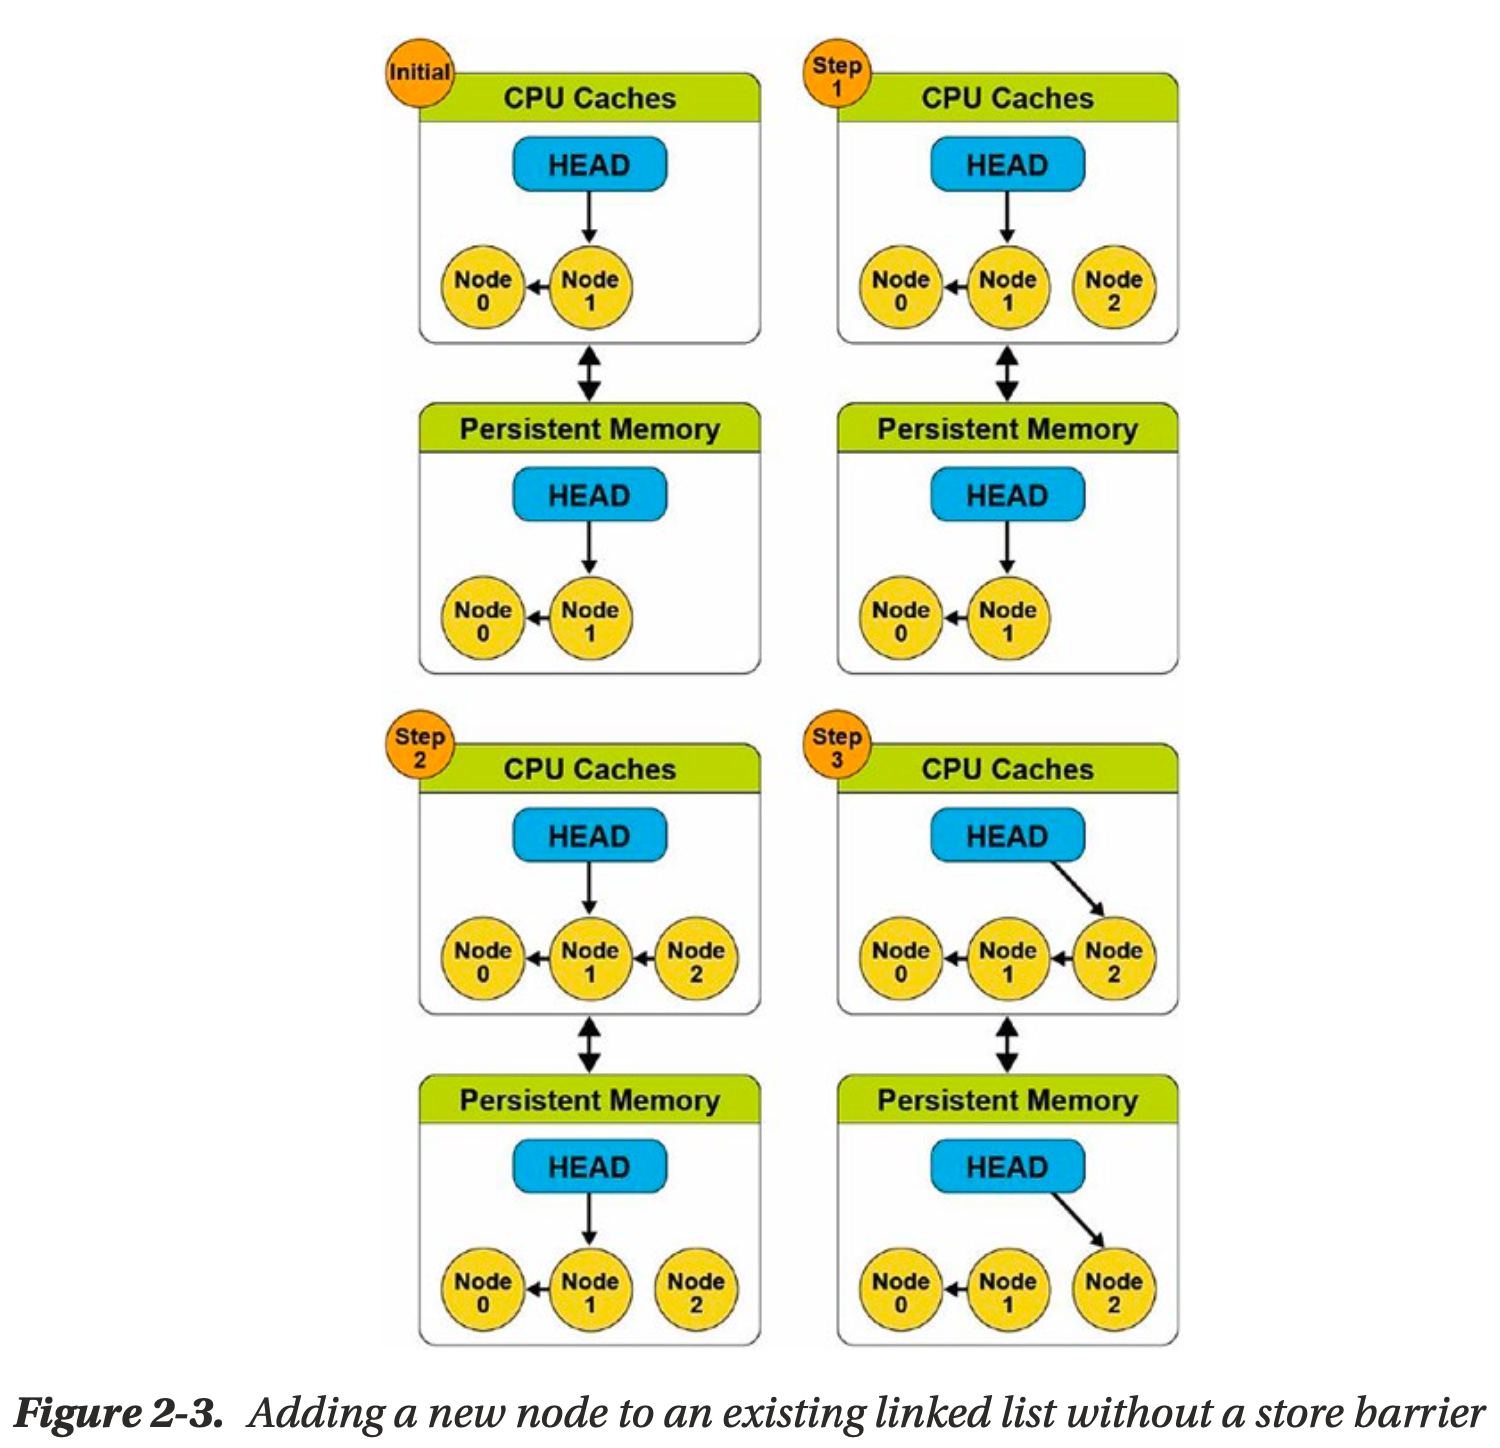 Initial
CPU Caches
HEAD
Node
0
Node
1
Persistent Memory
HEAD
Node
0
Node
1
Step
1
CPU Caches
HEAD
Node
0
Node
1
Node
2
Persistent Memory
HEAD
Node
0
Node
1
Step
2
CPU Caches
HEAD
Node
0
Node
1
Node
2
Persistent Memory
HEAD
Node
0
Node
1
Node
2
Step
3
CPU Caches
HEAD
Node
0
Node
1
Node
2
Persistent Memory
HEAD
Node
0
Node
1
Node
2
Figure 2-3. Adding a new node to an existing linked list without a store barrier